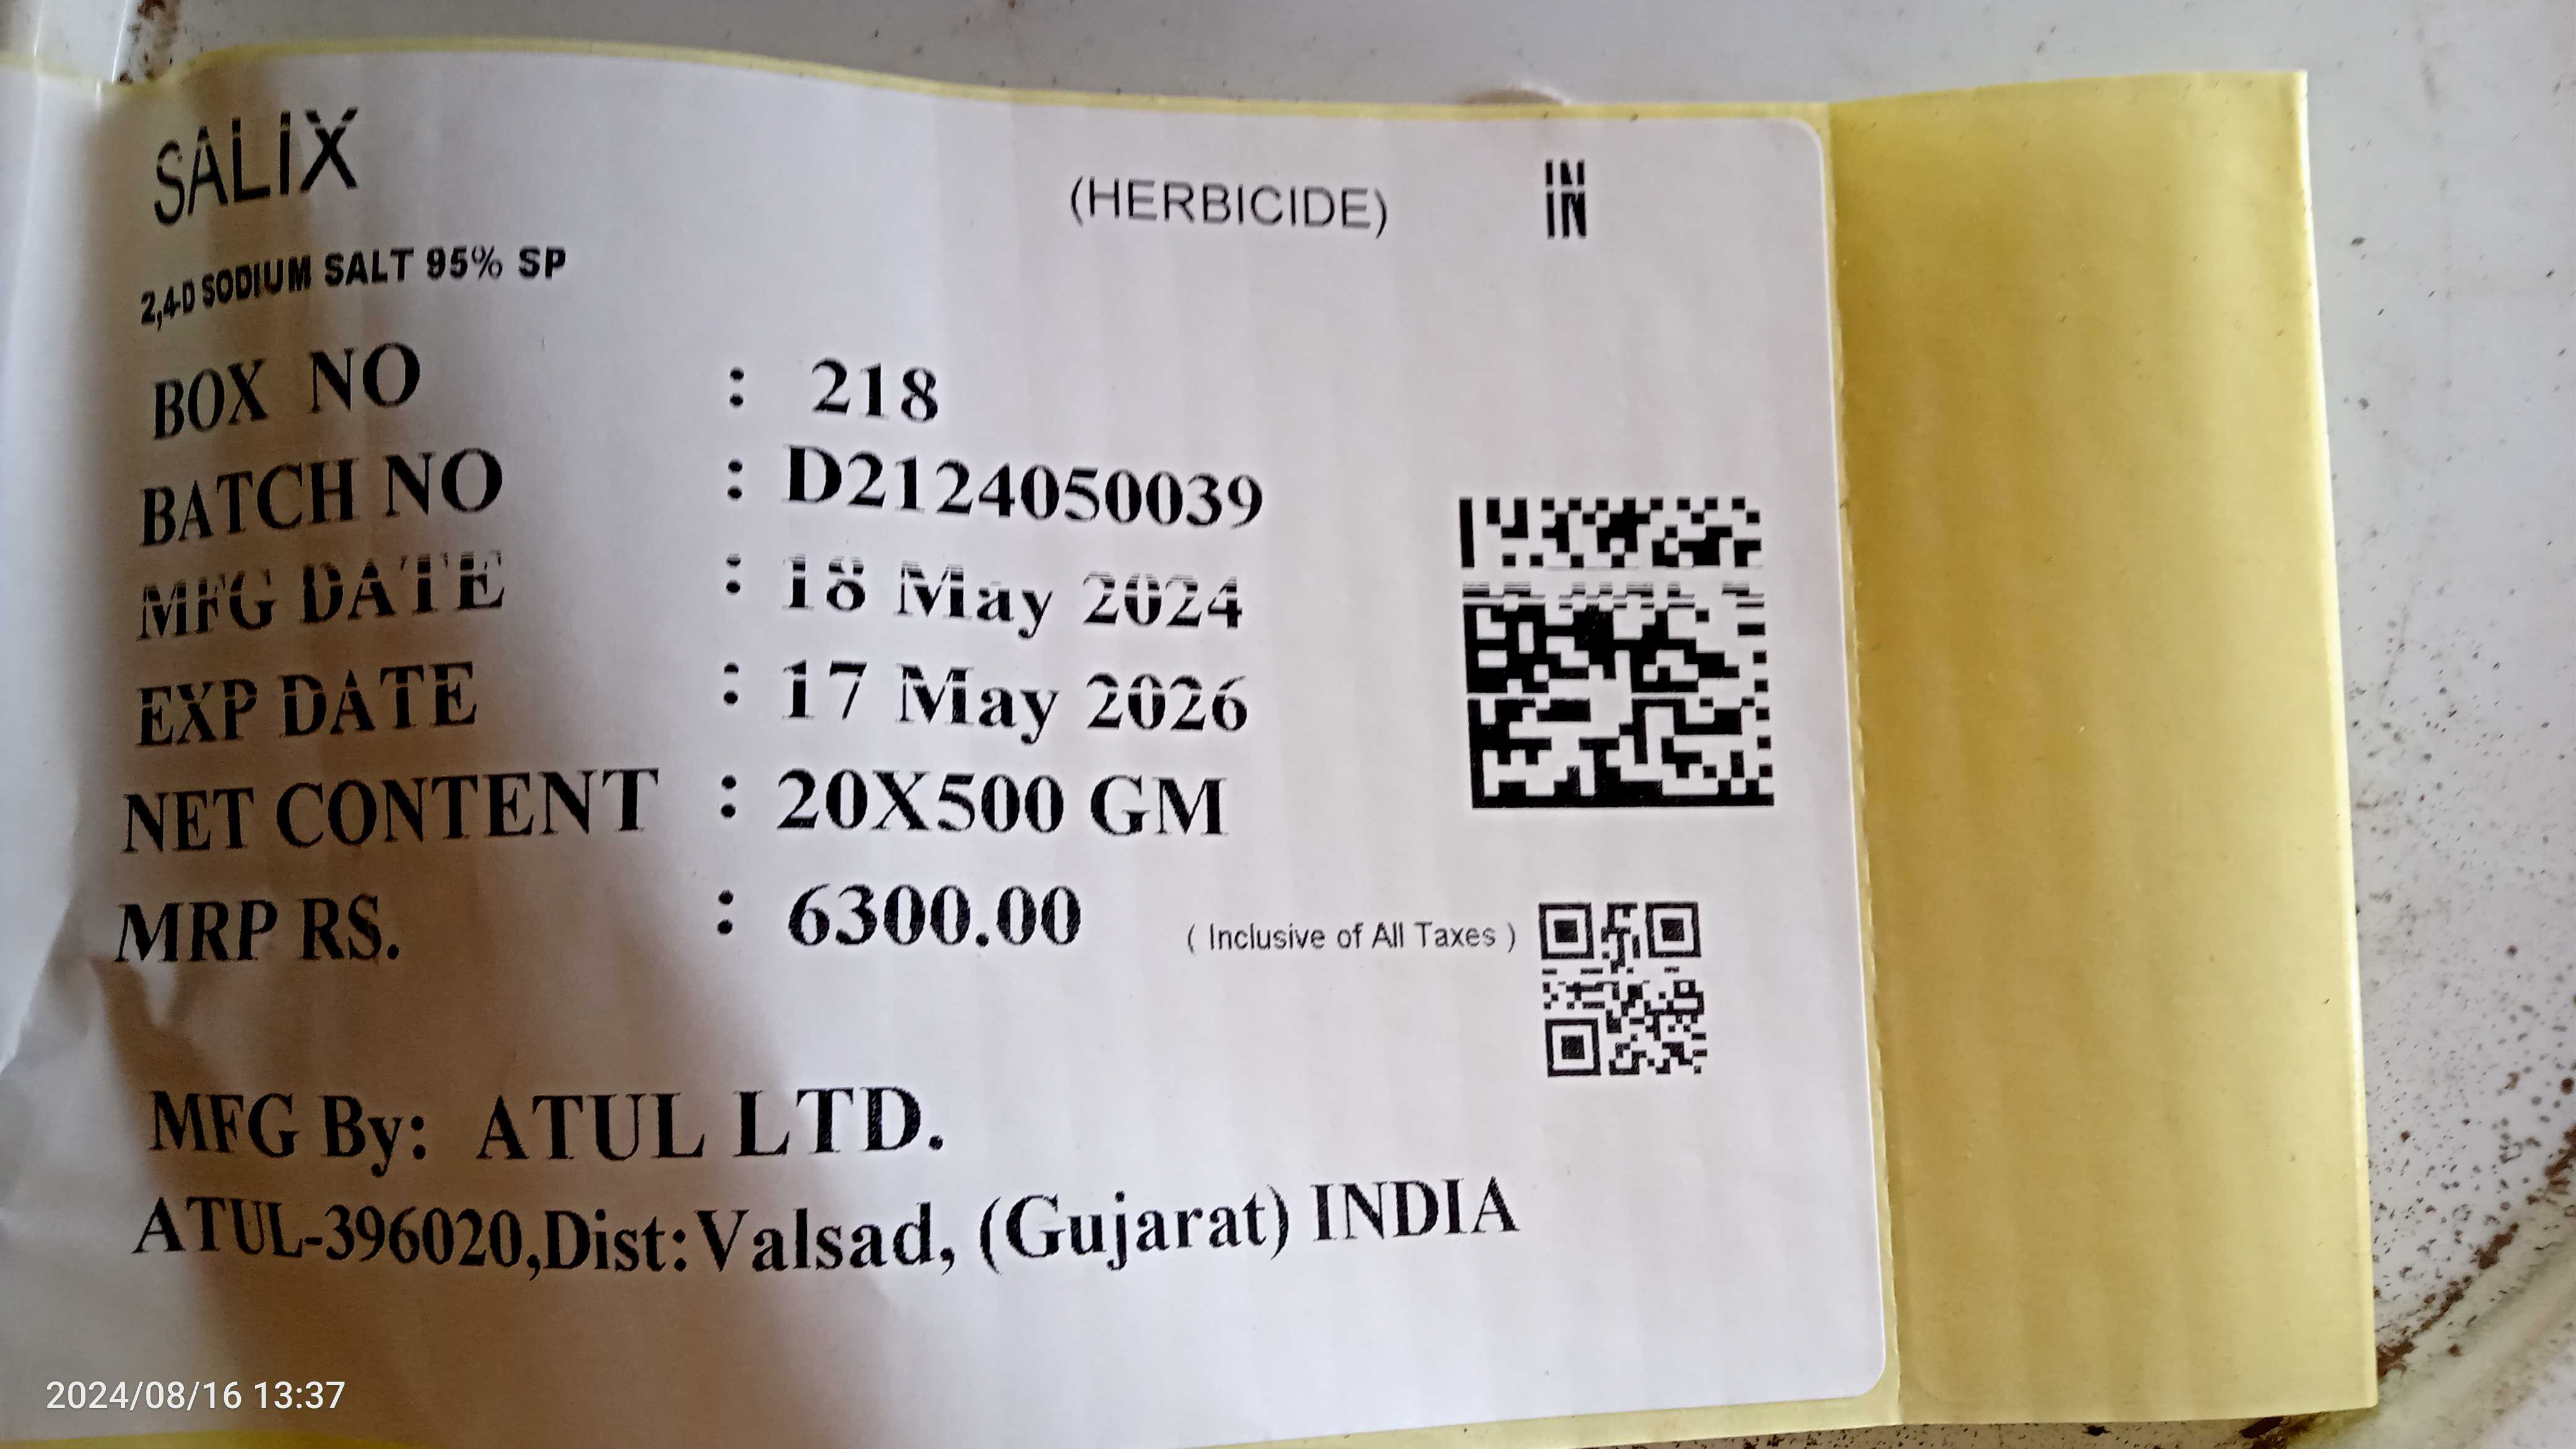 SALIX
(HERBICIDE) IN
2,4-D SODIUM SALT 95% SP
BOX NO : 218
BATCH NO : D2124050039
MFG DATE : 18 May 2024
EXP DATE : 17 May 2026
NET CONTENT : 20X500 GM
MRP RS. : 6300.00 ( Inclusive of All Taxes )
MFG By: ATUL LTD.
ATUL-396020,Dist:Valsad, (Gujarat) INDIA
2024/08/16 13:37